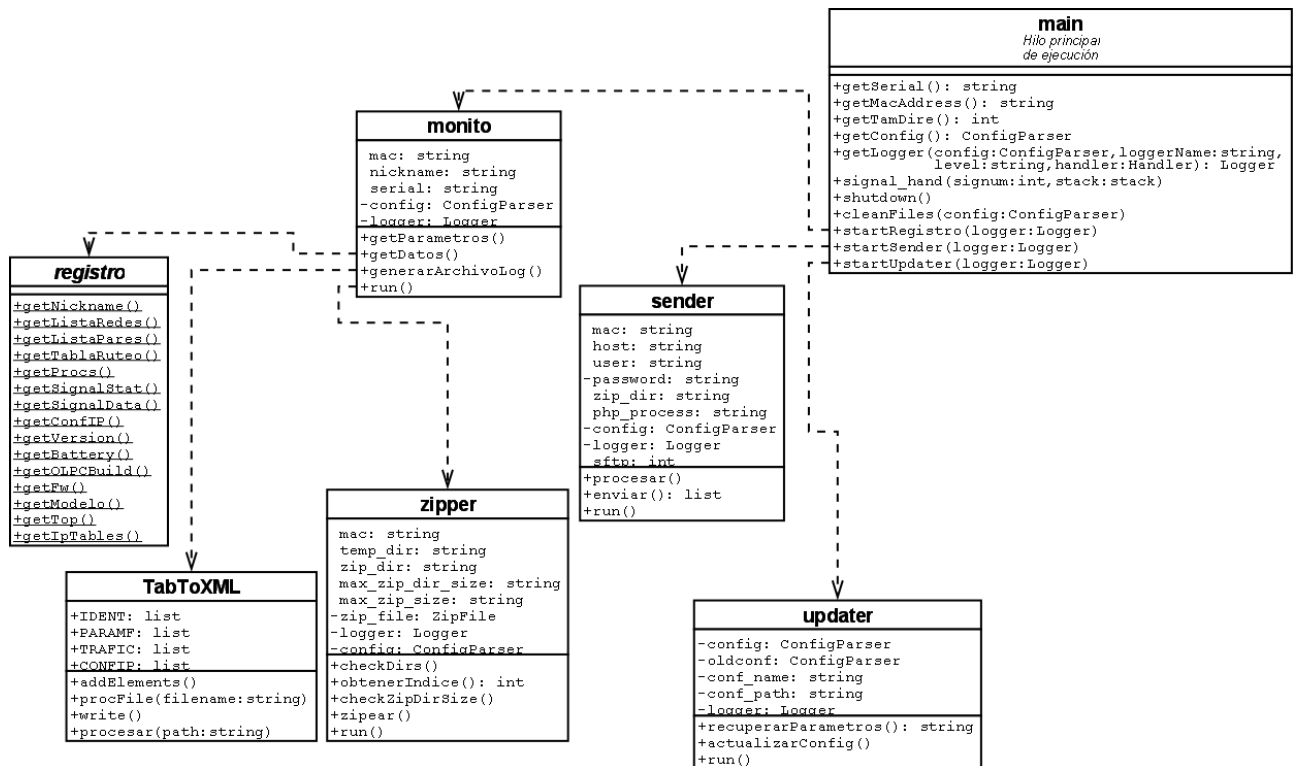 main
Hilo principal
de ejecución
+getSerial(): string
+getMacAddress(): string
+getTamDire(): int
+getConfig(): ConfigParser
+getLogger(config:ConfigParser,loggerName:string,
level:string,handler:Handler): Logger
+signal_hand(signum:int,stack:stack)
+shutdown()
+cleanFiles(config:ConfigParser)
+startRegistro(logger:Logger)
+startSender(logger:Logger)
+startUpdater(logger:Logger)
monito
mac: string
nickname: string
serial: string
-config: ConfigParser
-logger: Logger
+getParametros()
+getDatos()
+generarArchivoLog()
+run()
registro
+getNickname()
+getListaRedes()
+getListaPares()
+getTablaRuteo()
+getProcs()
+getSignalStat()
+getSignalData()
+getConfIP()
+getVersion()
+getBattery()
+getOLPCBuild()
+getFw()
+getModelo()
+getTop()
+getIpTables()
sender
mac: string
host: string
user: string
-password: string
zip_dir: string
php_process: string
-config: ConfigParser
-logger: Logger
sftp: int
+procesar()
+enviar(): list
+run()
zipper
mac: string
temp_dir: string
zip_dir: string
max_zip_dir_size: string
max_zip_size: string
-zip_file: ZipFile
-logger: Logger
-config: ConfigParser
+checkDirs()
+obtenerIndice(): int
+checkZipDirSize()
+zipear()
+run()
TabToXML
+IDENT: list
+PARAMF: list
+TRAFIC: list
+CONFIP: list
+addElements()
+procFile(filename:string)
+write()
+procesar(path:string)
updater
-config: ConfigParser
-oldconf: ConfigParser
-conf_name: string
-conf_path: string
-logger: Logger
+recuperarParametros(): string
+actualizarConfig()
+run()